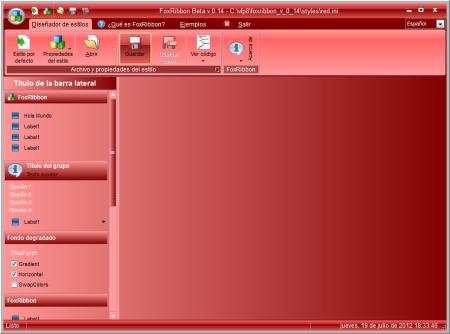 FoxRibbon Beta v 0.14 - C:\vfp8\foxribbon_v_0_14\styles\red.ini
Diseñador de estilos
¿Qué es FoxRibbon?
Ejemplos
Salir
Español
Estilo por defecto
Propiedades del estilo
Abrir
Guardar
Guardar como
Ver código
Acerca de
Archivo y propiedades del estilo
FoxRibbon
Título de la barra lateral
FoxRibbon
Hola Mundo
Label1
Label1
Label1
Título del grupo
Texto auxiliar
Opción 1
Opción 2
Opción 3
Opción 4
Label1
Fondo degradado
ThisForm
Gradient
Horizontal
SwapColors
FoxRibbon
Label1
Listo
jueves, 19 de julio de 2012 18:33:46